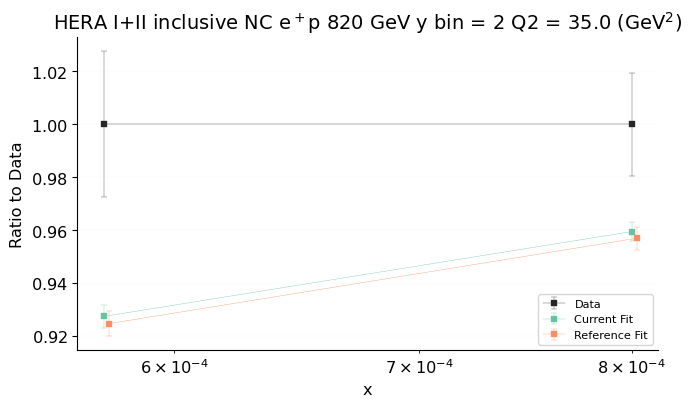 HERA I+II inclusive NC e⁺p 820 GeV y bin = 2 Q2 = 35.0 (GeV²)
Ratio to Data
1.02
1.00
0.98
0.96
0.94
0.92
Data
Current Fit
Reference Fit
6 × 10⁻⁴
7 × 10⁻⁴
8 × 10⁻⁴
x